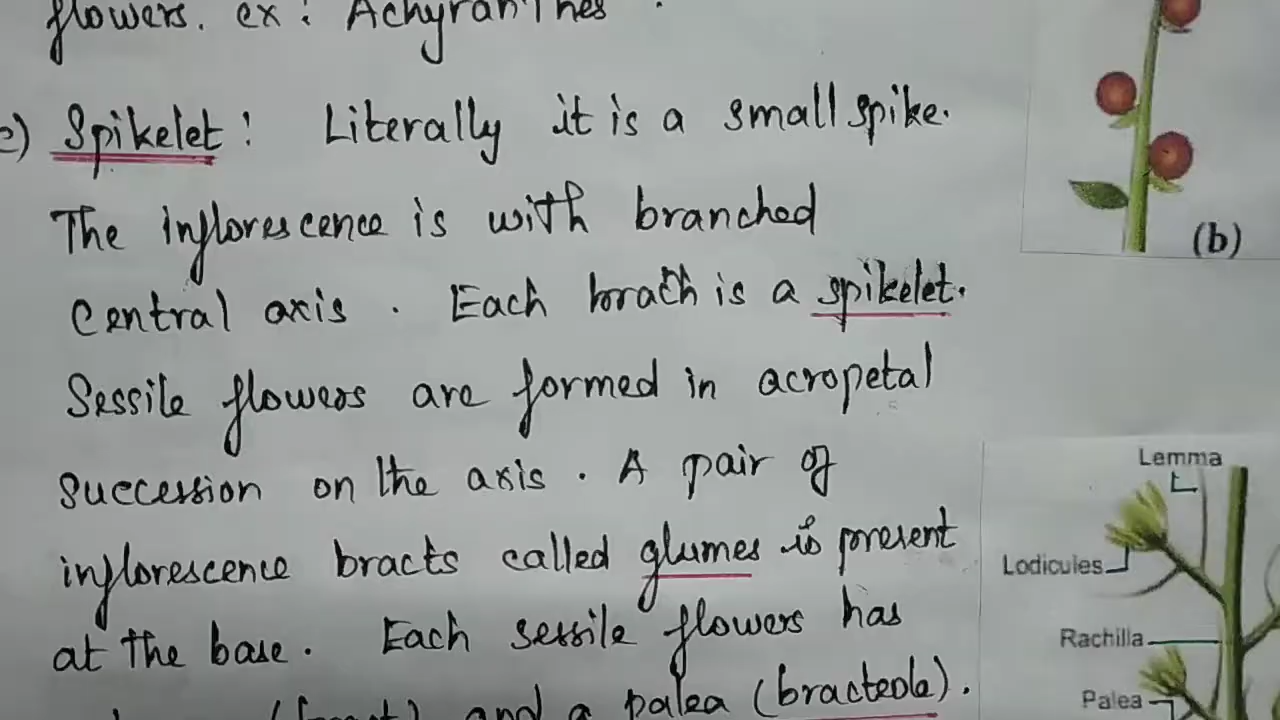 flowers. ex: Achyranthes.
Spikelet: Literally it is a small spike.
The inflorescence is with branched
central axis. Each brach is a spikelet.
Sessile flowers are formed in acropetal
succession on the axis. A pair of
inflorescence bracts called glumes is present
at the base. Each sessile flowers has
and a palea (bracteole).
(b)
Lemma
Lodicules
Rachilla
Palea